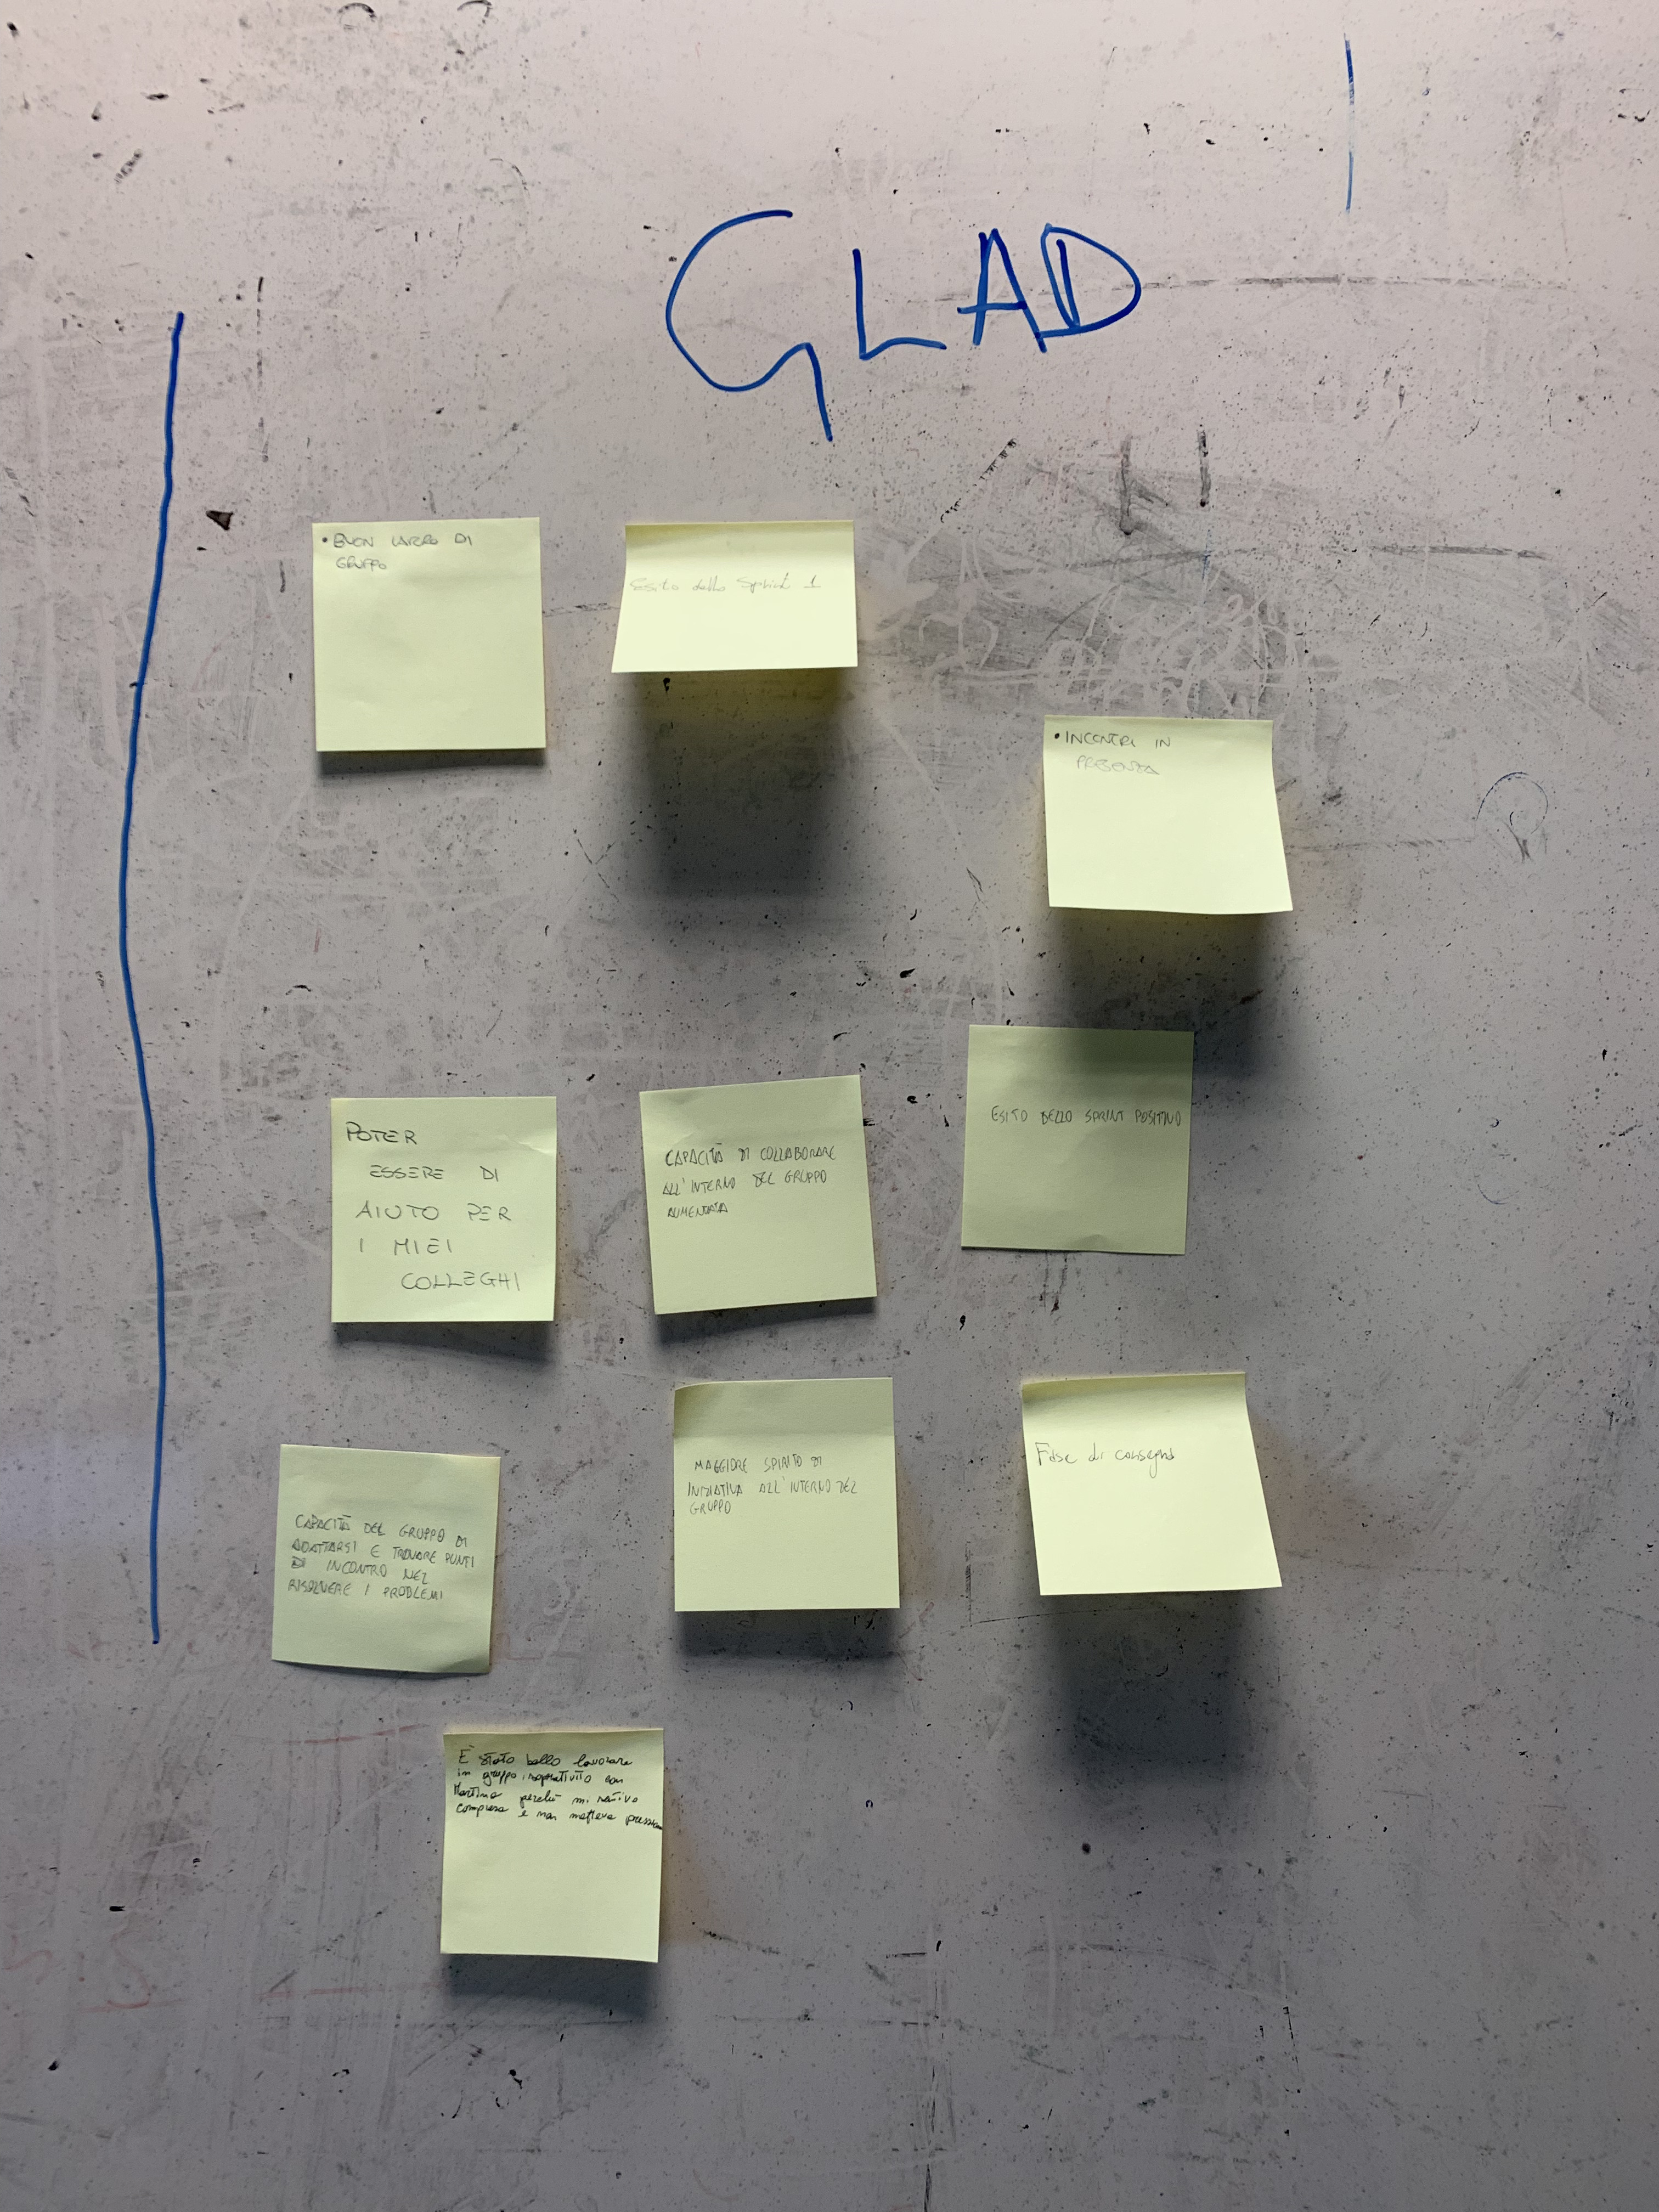 GLAD
• BUON LAVORO DI
GRUPPO
Esito dello Sprint 1
• INCONTRI IN
PRESENZA
POTER
ESSERE DI
AIUTO PER
I MIEI
COLLEGHI
CAPACITÀ DI COLLABORARE
ALL'INTERNO DEL GRUPPO
AUMENTATA
ESITO DELLO SPRINT POSITIVO
CAPACITÀ DEL GRUPPO DI
ADATTARSI E TROVARE PUNTI
DI INCONTRO NEL
RISOLVERE I PROBLEMI
MAGGIORE SPIRITO DI
INIZIATIVA ALL'INTERNO DEL
GRUPPO
Fase di consegna
È stato bello lavorare
in gruppo con
Martina perché mi sentivo
compresa e non metteva pressione